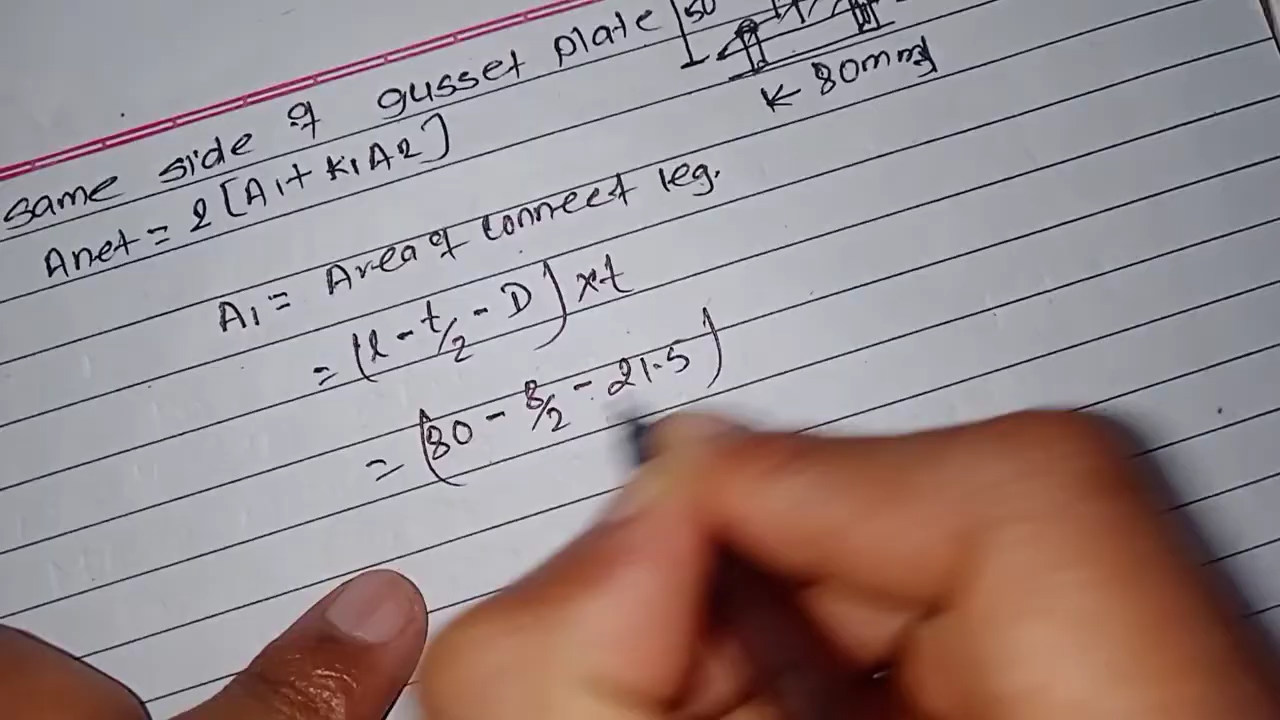 50
K 80mm
same side of gusset plate
Anet = 2 [A1 + K1A2]
A1 = Area of connect leg.
= (l - t/2 - D) x t
= (80 - 8/2 - 21.5)